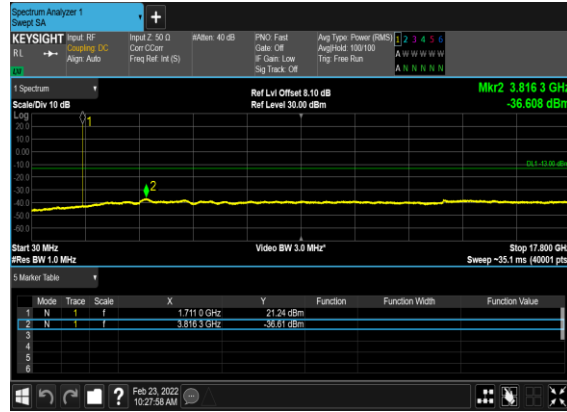 Spectrum Analyzer 1
Swept SA
+
KEYSIGHT Input: RF Input Z: 50 Ω #Atten: 40 dB PNO: Fast Avg Type: Power (RMS) 1 2 3 4 5 6
RL Coupling: DC Corr CCorr Gate: Off Avg|Hold: 100/100 A W W W W W
Align: Auto Freq Ref: Int (S) IF Gain: Low Trig: Free Run
Sig Track: Off A N N N N N
1 Spectrum Ref Lvl Offset 8.10 dB Mkr2 3.816 3 GHz
Scale/Div 10 dB Ref Level 30.00 dBm -36.608 dBm
Log
20.0
10.0
0.00
-10.0
-20.0
-30.0
-40.0
-50.0
-60.0
1
2
DL1 -13.00 dBm
Start 30 MHz Video BW 3.0 MHz* Stop 17.800 GHz
#Res BW 1.0 MHz Sweep ~35.1 ms (40001 pts)
5 Marker Table
Mode Trace Scale X Y Function Function Width Function Value
1 N 1 f 1.711 0 GHz 21.24 dBm
2 N 1 f 3.816 3 GHz -36.61 dBm
3
4
5
6
? Feb 23, 2022
10:27:58 AM